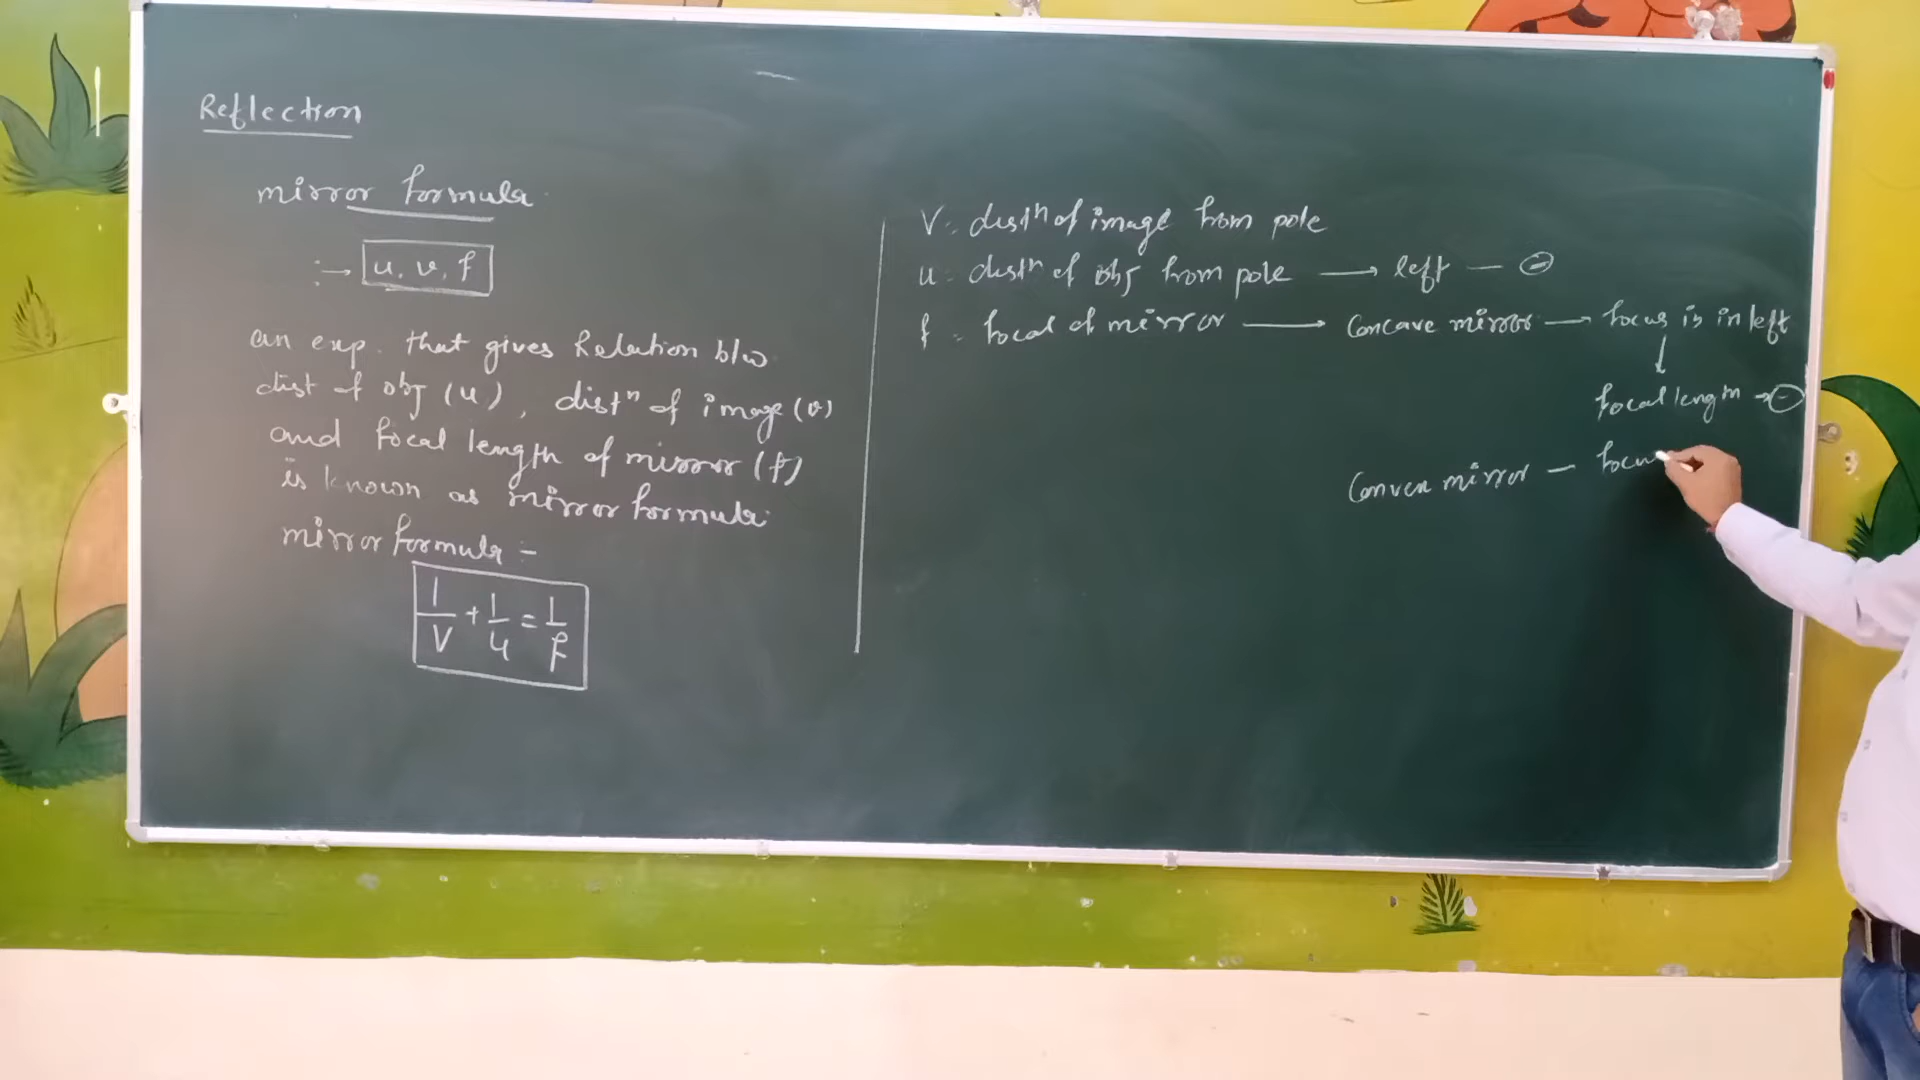 Reflection
mirror formula
:→ u, v, f
an exp. that gives Relation b/w
dist of obj (u), distⁿ of image (v)
and focal length of mirror (f)
is known as mirror formula.
mirror formula -
1/V + 1/u = 1/f
V = distⁿ of image from pole
u = distⁿ of obj from pole → left — ⊖
f = focal of mirror → Concave mirror → focus is in left
↓
focal length → ⊖
Convex mirror — focu